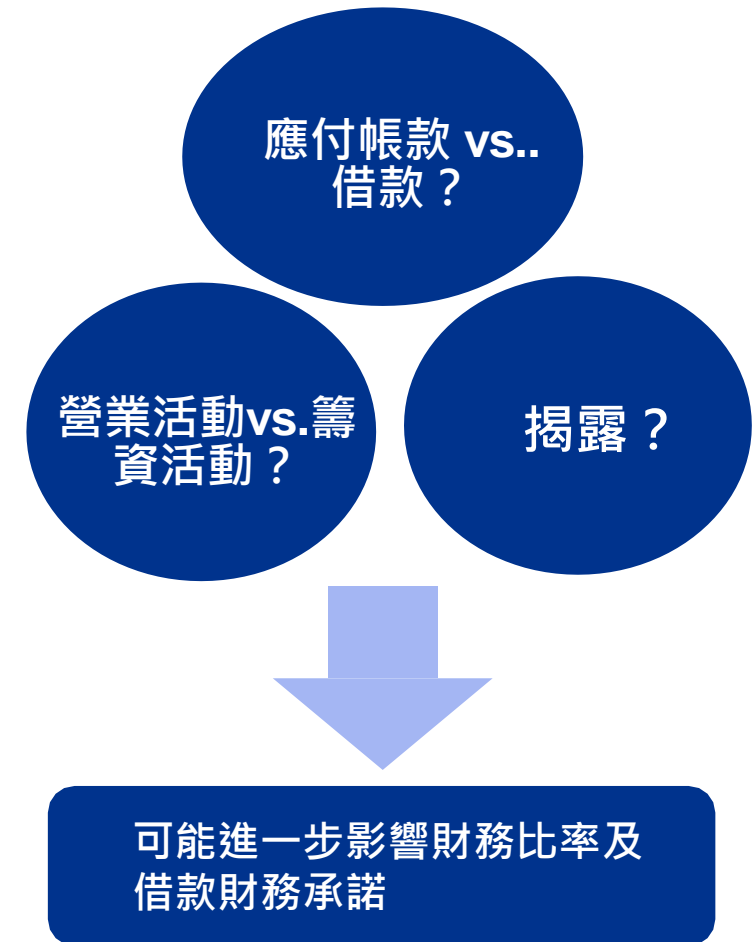 應付帳款 vs..
借款？
營業活動vs.籌
資活動？
揭露？
可能進一步影響財務比率及
借款財務承諾